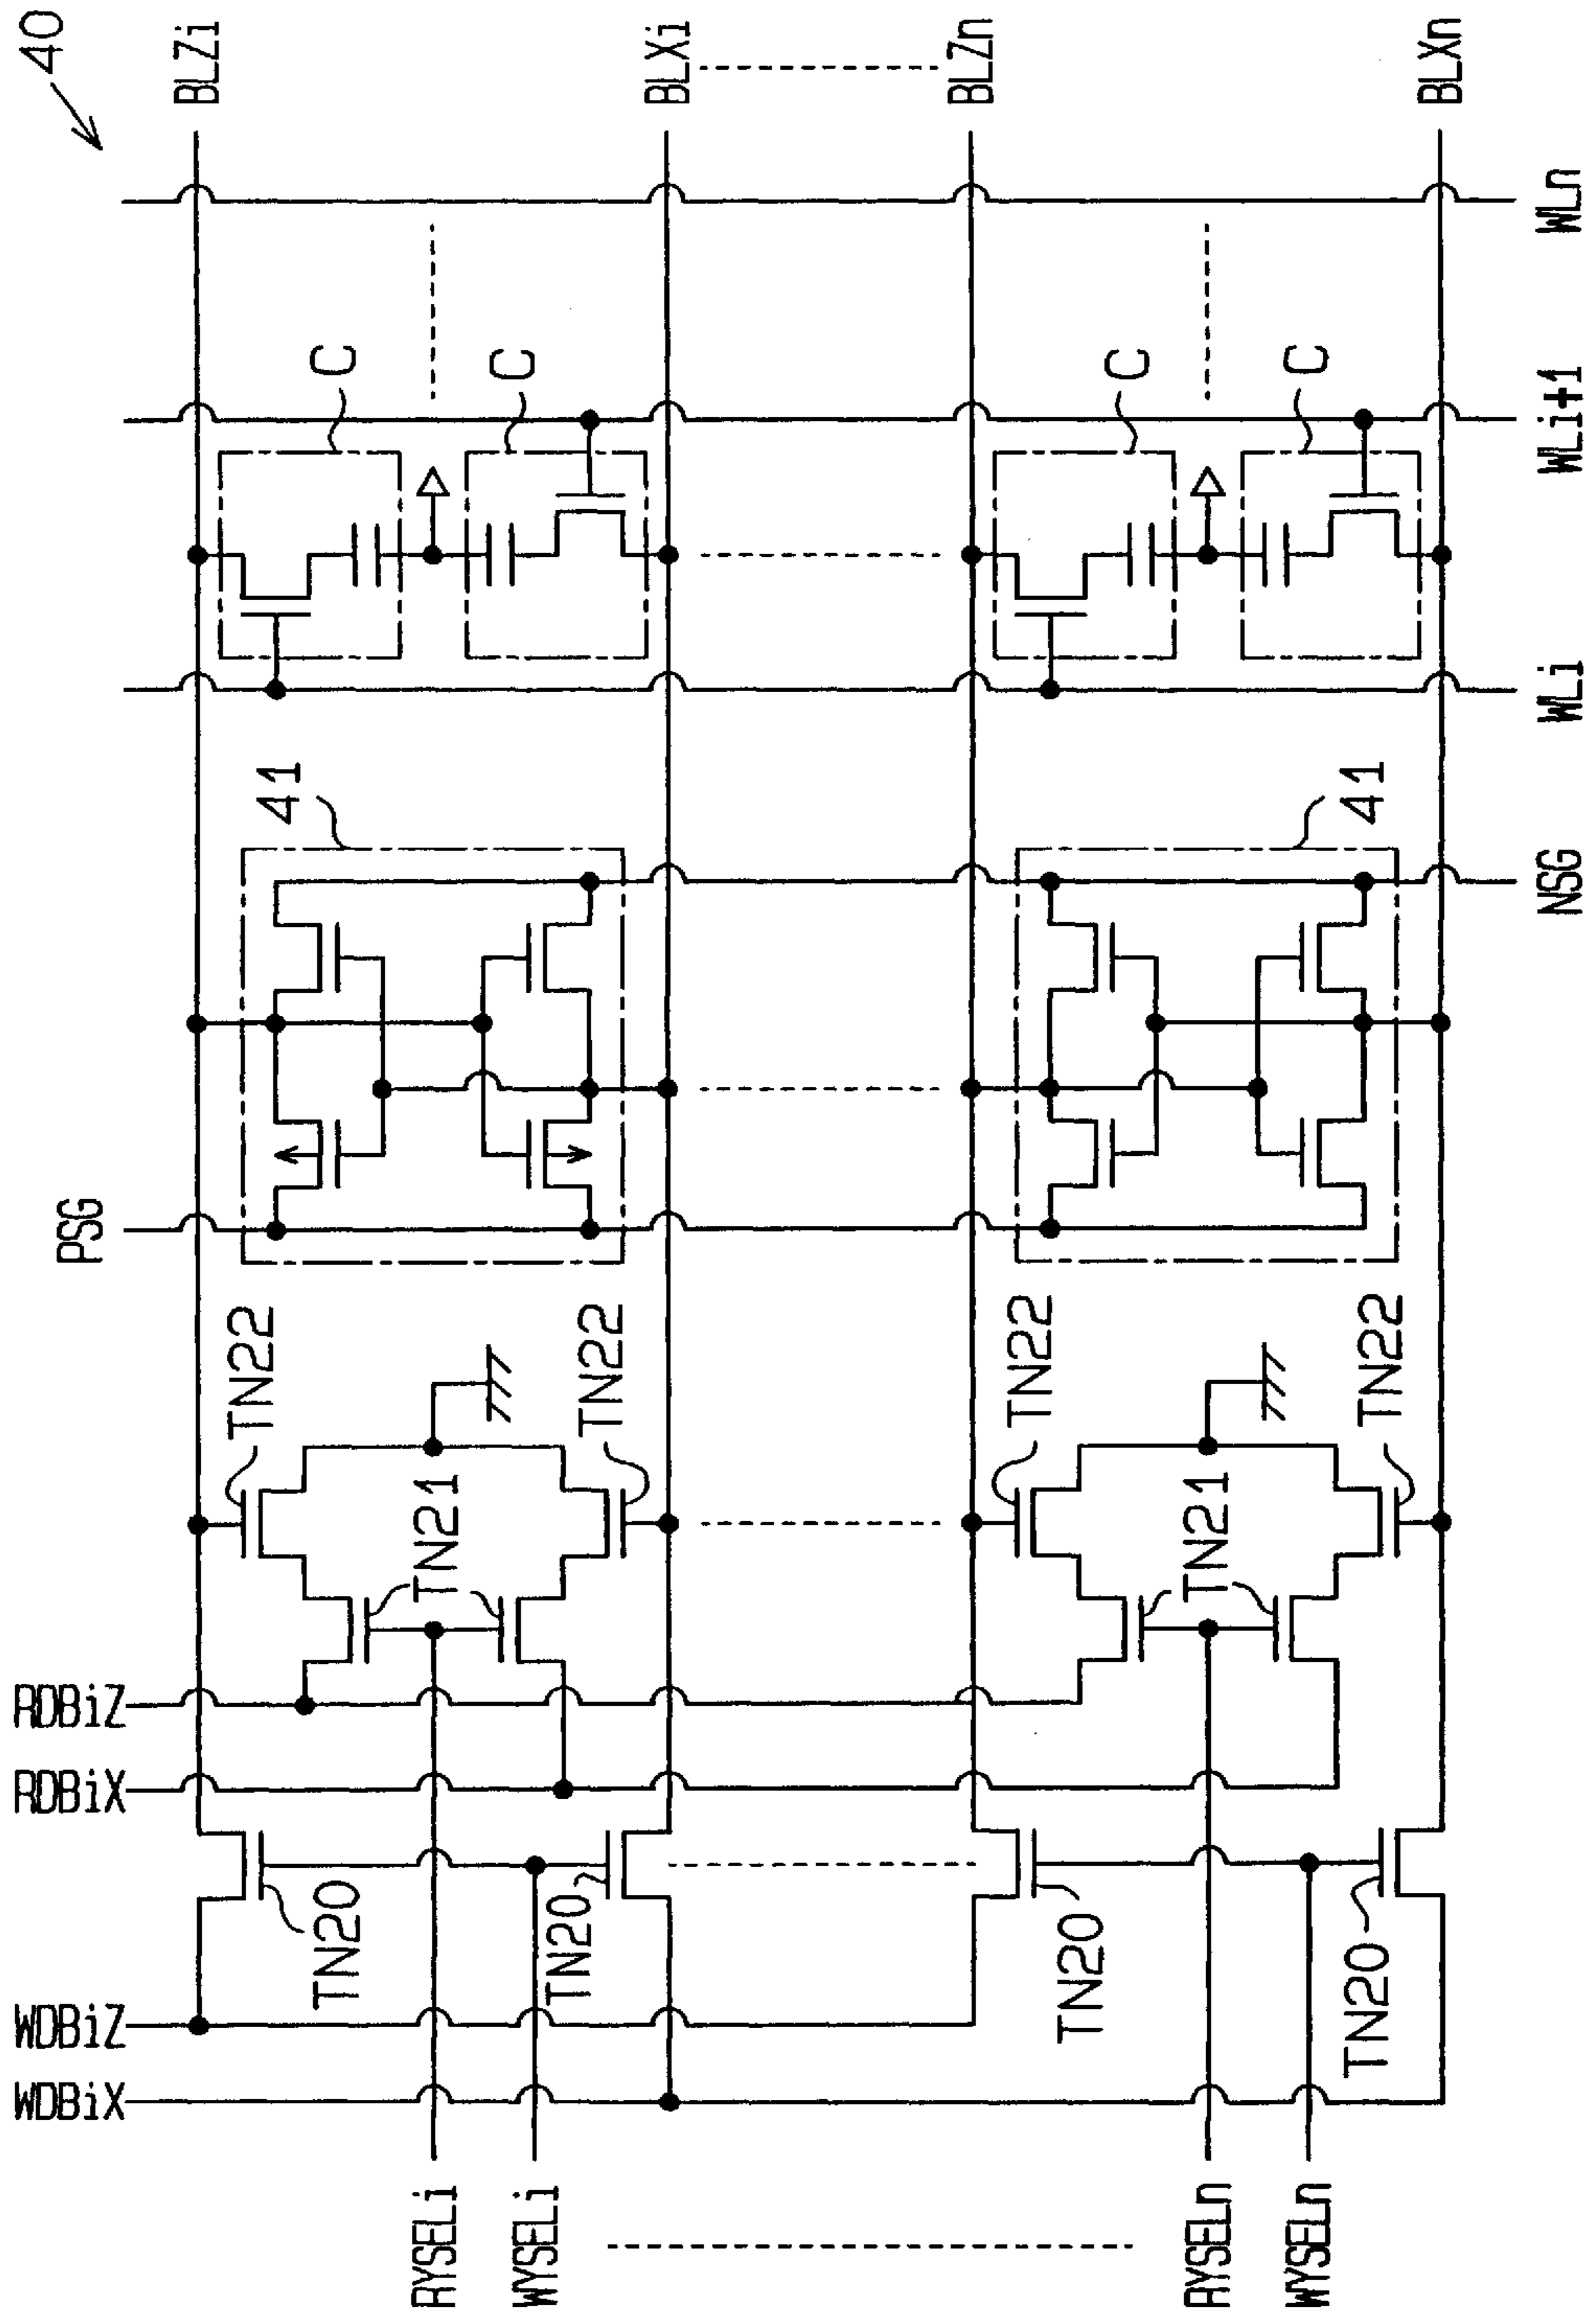 40
BLZi
BLXi
BLZn
BLXn
WLn
C
C
C
C
WLi+1
WLi
41
41
NSG
PSG
TN22
TN22
TN22
TN22
TN21
TN21
RDBiZ
RDBiX
TN20
TN20
TN20
TN20
WDBiZ
WDBiX
RYSELi
WYSELi
RYSELn
WYSELn